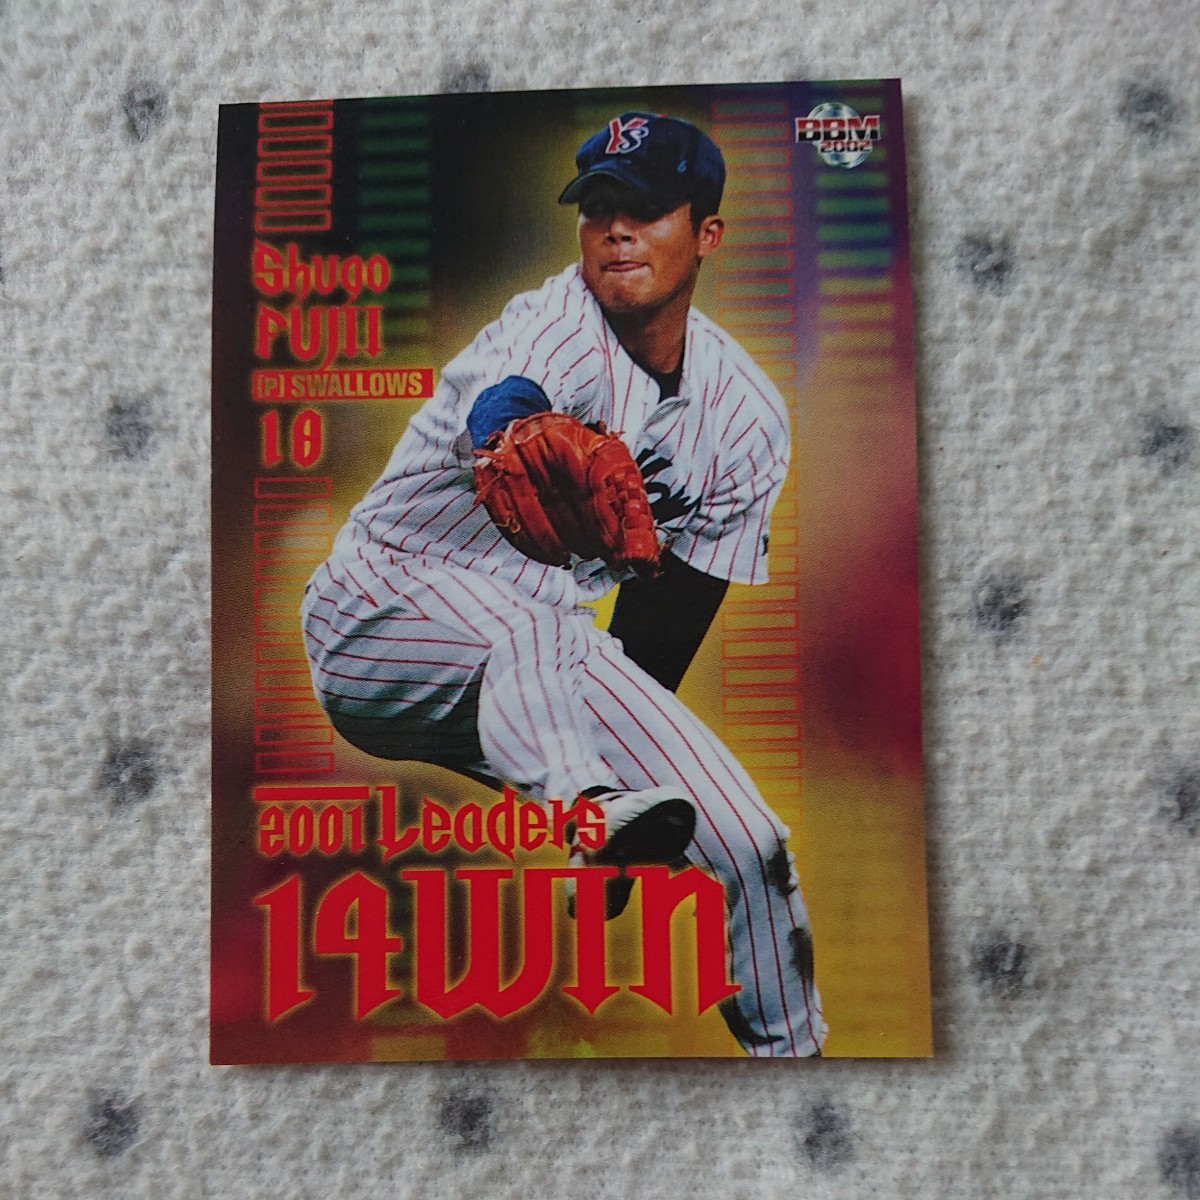 Y's
BBM
2002
Shugo
FUJII
(P) SWALLOWS
18
2001 Leaders
14Win